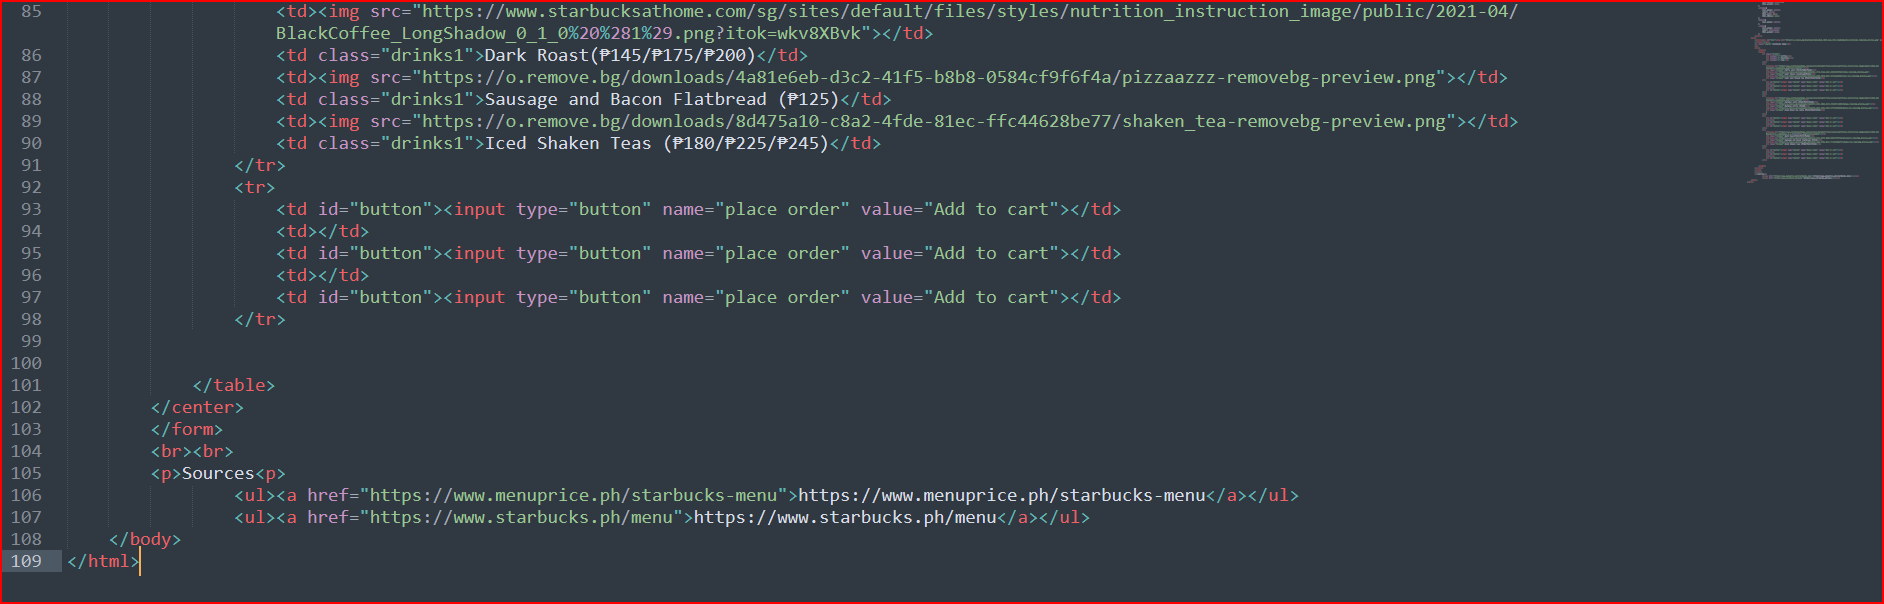 85 <td><img src="https://www.starbucksathome.com/sg/sites/default/files/styles/nutrition_instruction_image/public/2021-04/
BlackCoffee_LongShadow_0_1_0%20%281%29.png?itok=wkv8XBvk"></td>
86 <td class="drinks1">Dark Roast(₱145/₱175/₱200)</td>
87 <td><img src="https://o.remove.bg/downloads/4a81e6eb-d3c2-41f5-b8b8-0584cf9f6f4a/pizzaazzz-removebg-preview.png"></td>
88 <td class="drinks1">Sausage and Bacon Flatbread (₱125)</td>
89 <td><img src="https://o.remove.bg/downloads/8d475a10-c8a2-4fde-81ec-ffc44628be77/shaken_tea-removebg-preview.png"></td>
90 <td class="drinks1">Iced Shaken Teas (₱180/₱225/₱245)</td>
91 </tr>
92 <tr>
93 <td id="button"><input type="button" name="place order" value="Add to cart"></td>
94 <td></td>
95 <td id="button"><input type="button" name="place order" value="Add to cart"></td>
96 <td></td>
97 <td id="button"><input type="button" name="place order" value="Add to cart"></td>
98 </tr>
99
100
101 </table>
102 </center>
103 </form>
104 <br><br>
105 <p>Sources<p>
106 <ul><a href="https://www.menuprice.ph/starbucks-menu">https://www.menuprice.ph/starbucks-menu</a></ul>
107 <ul><a href="https://www.starbucks.ph/menu">https://www.starbucks.ph/menu</a></ul>
108 </body>
109 </html>